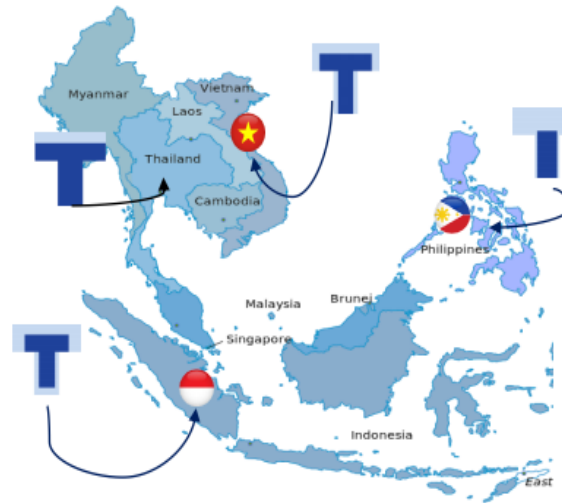 Vietnam
T
Myanmar
Laos
T
T
Thailand
Cambodia
Philippines
Malaysia
Brunei
Singapore
T
Indonesia
East